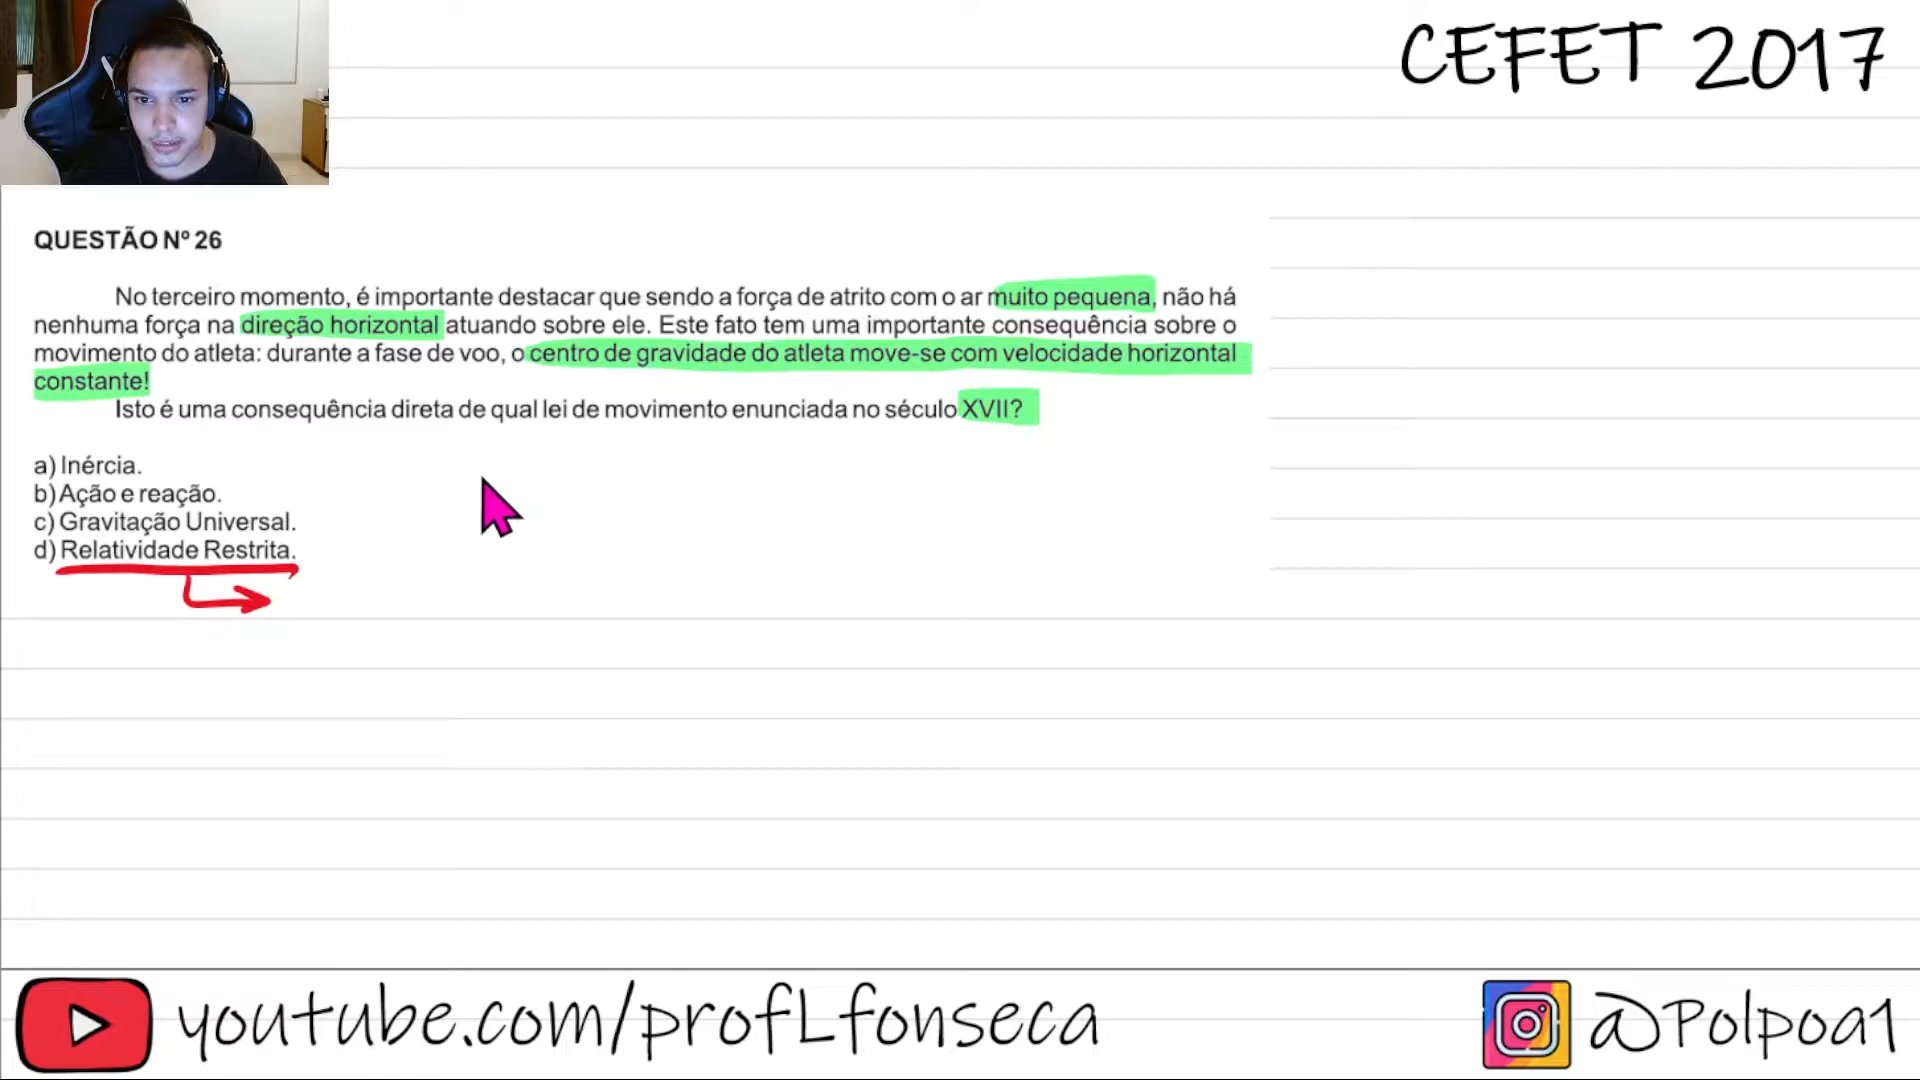 CEFET 2017
QUESTÃO Nº 26
No terceiro momento, é importante destacar que sendo a força de atrito com o ar muito pequena, não há
nenhuma força na direção horizontal atuando sobre ele. Este fato tem uma importante consequência sobre o
movimento do atleta: durante a fase de voo, o centro de gravidade do atleta move-se com velocidade horizontal
constante!
Isto é uma consequência direta de qual lei de movimento enunciada no século XVII?
a) Inércia.
b) Ação e reação.
c) Gravitação Universal.
d) Relatividade Restrita.
youtube.com/profLfonseca
@Polpoa1